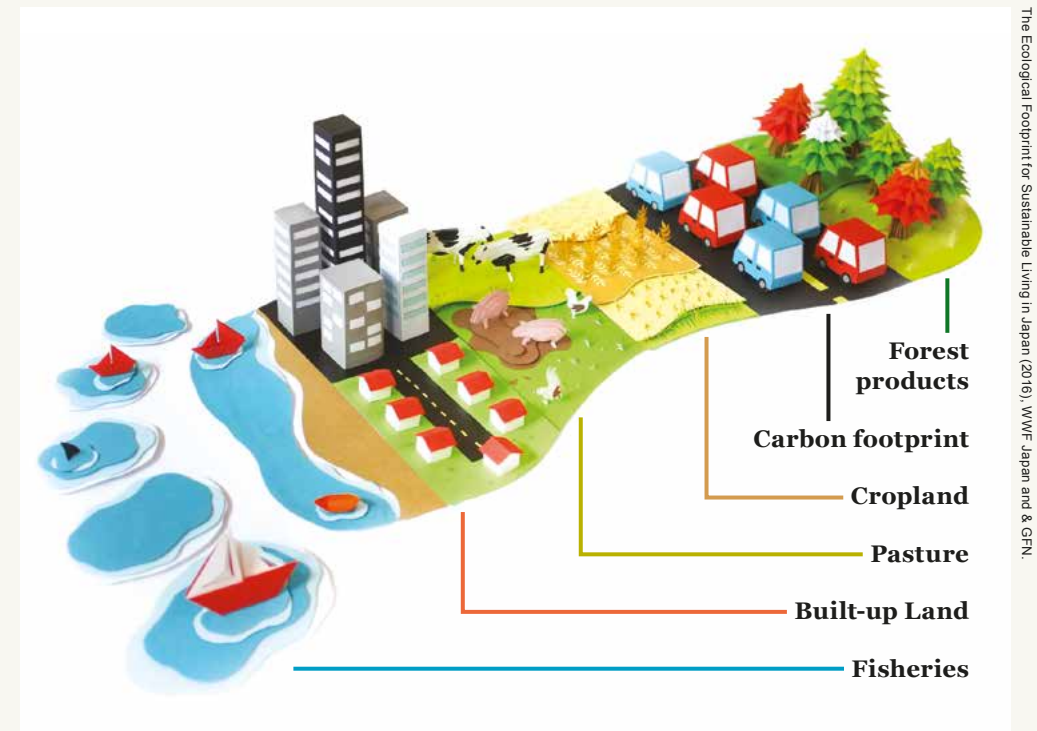 Forest
products
Carbon footprint
Cropland
Pasture
Built-up Land
Fisheries
The Ecological Footprint for Sustainable Living in Japan (2016), WWF Japan and & GFN.